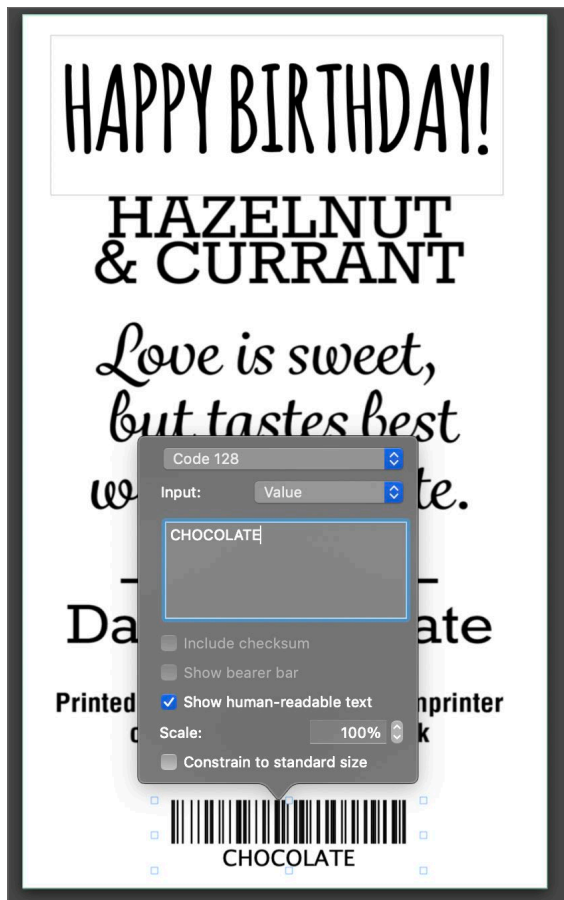 HAPPY BIRTHDAY!
HAZELNUT
& CURRANT
Love is sweet,
but tastes best
Code 128
Input: Value
CHOCOLATE
Include checksum
Show bearer bar
Printed
Show human-readable text
Scale: 100%
Constrain to standard size
CHOCOLATE